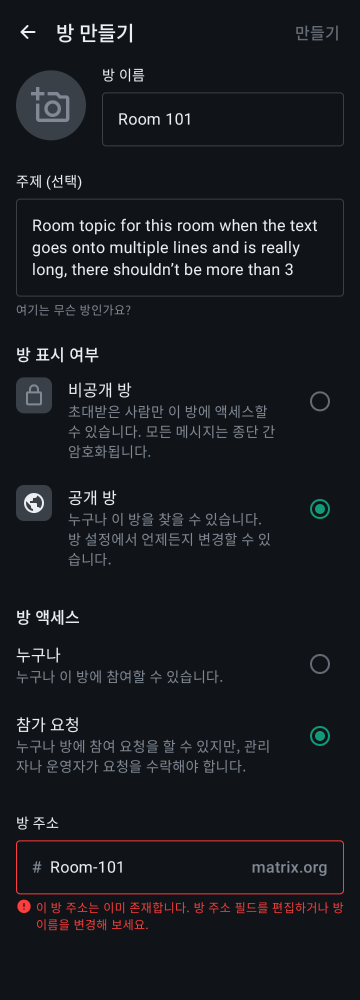 방 만들기
만들기
방 이름
Room 101
주제 (선택)
Room topic for this room when the text
goes onto multiple lines and is really
long, there shouldn’t be more than 3
여기는 무슨 방인가요?
방 표시 여부
비공개 방
초대받은 사람만 이 방에 액세스할
수 있습니다. 모든 메시지는 종단 간
암호화됩니다.
공개 방
누구나 이 방을 찾을 수 있습니다.
방 설정에서 언제든지 변경할 수 있
습니다.
방 액세스
누구나
누구나 이 방에 참여할 수 있습니다.
참가 요청
누구나 방에 참여 요청을 할 수 있지만, 관리
자나 운영자가 요청을 수락해야 합니다.
방 주소
# Room-101 matrix.org
이 방 주소는 이미 존재합니다. 방 주소 필드를 편집하거나 방
이름을 변경해 보세요.